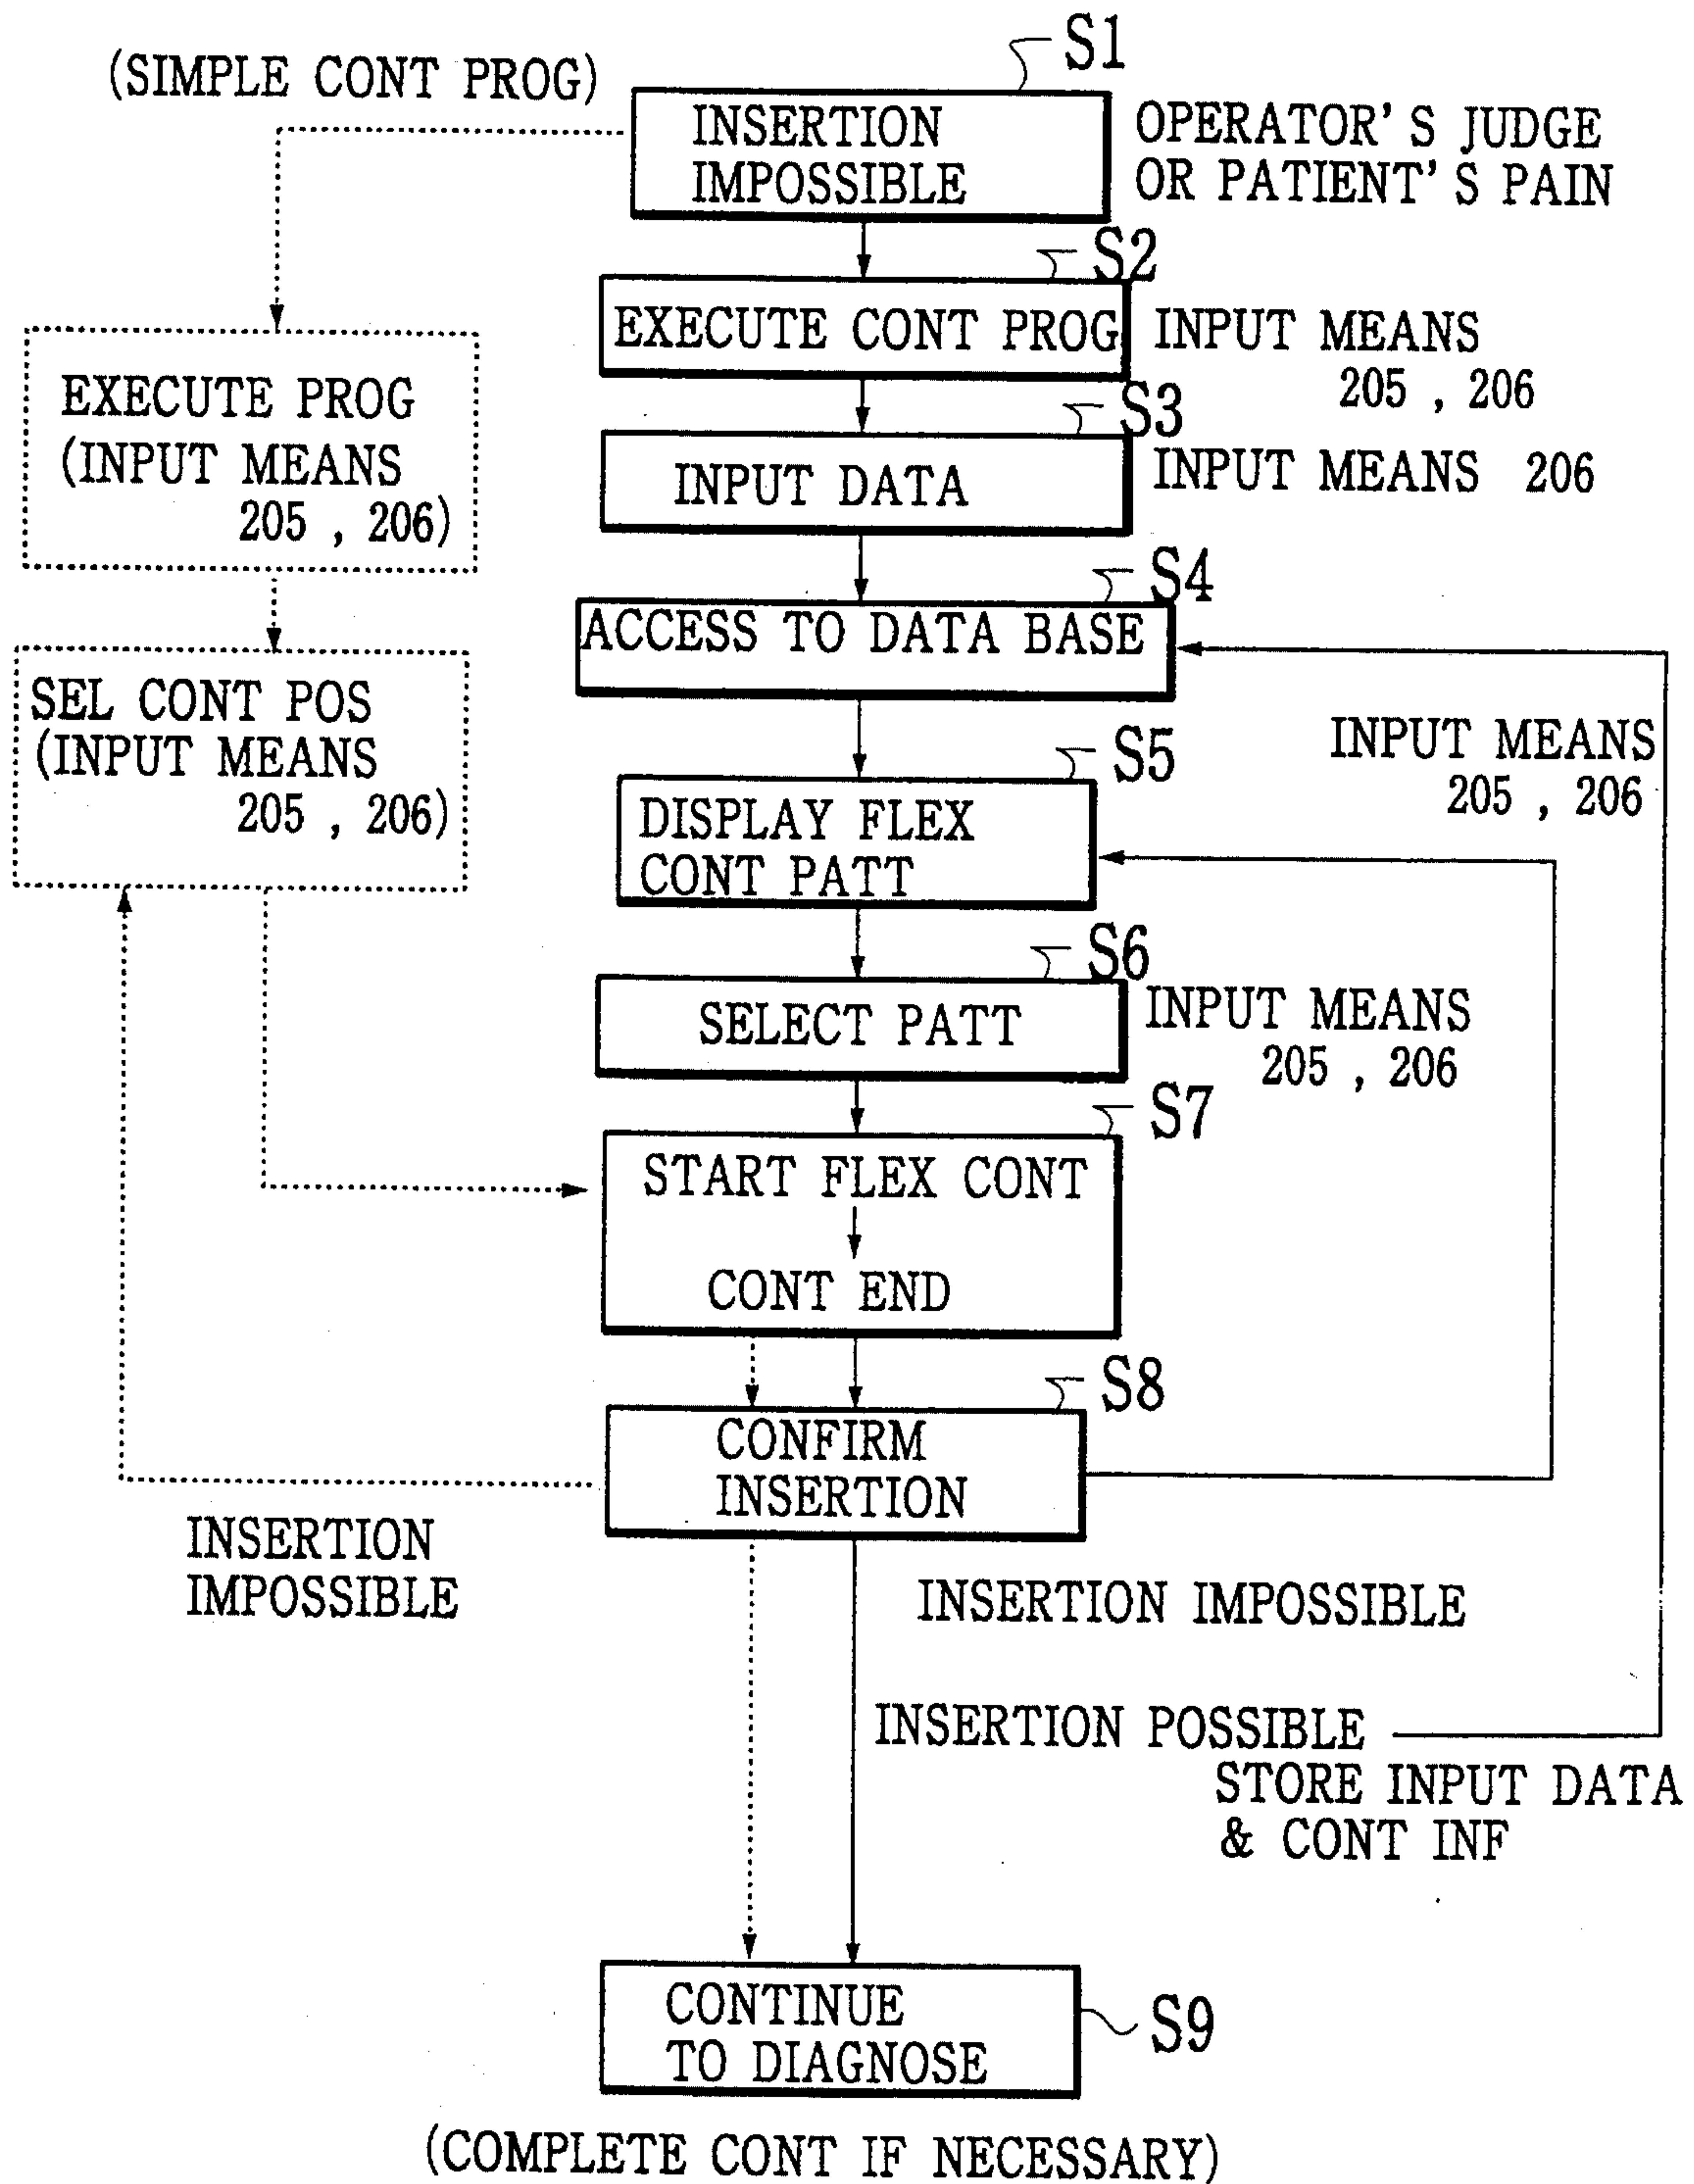 S1
(SIMPLE CONT PROG)
INSERTION
IMPOSSIBLE
OPERATOR'S JUDGE
OR PATIENT'S PAIN
S2
EXECUTE CONT PROG
INPUT MEANS
205 , 206
EXECUTE PROG
(INPUT MEANS
205 , 206)
S3
INPUT DATA
INPUT MEANS 206
S4
ACCESS TO DATA BASE
SEL CONT POS
(INPUT MEANS
205 , 206)
INPUT MEANS
205 , 206
S5
DISPLAY FLEX
CONT PATT
S6
SELECT PATT
INPUT MEANS
205 , 206
S7
START FLEX CONT
CONT END
S8
CONFIRM
INSERTION
INSERTION
IMPOSSIBLE
INSERTION IMPOSSIBLE
INSERTION POSSIBLE
STORE INPUT DATA
& CONT INF
CONTINUE
TO DIAGNOSE
S9
(COMPLETE CONT IF NECESSARY)